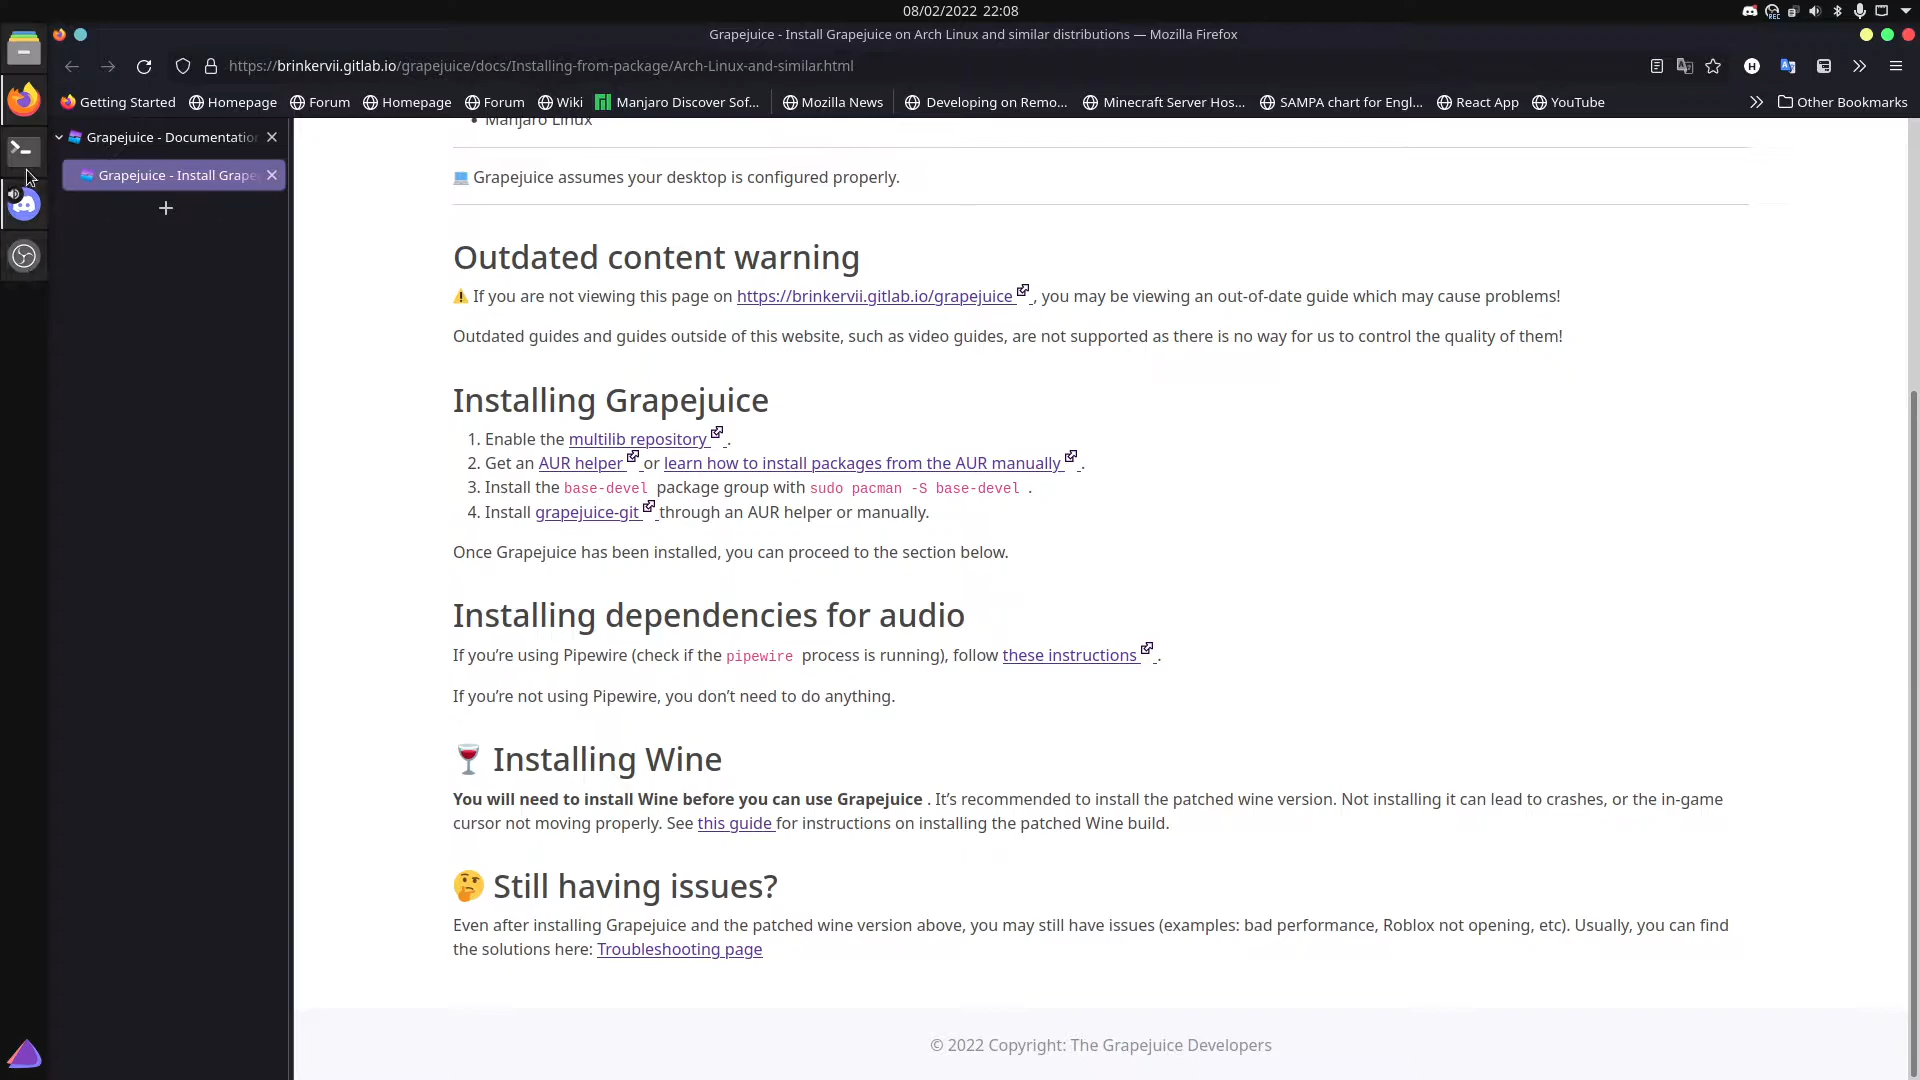 08/02/2022 22:08
Grapejuice - Install Grapejuice on Arch Linux and similar distributions — Mozilla Firefox
https://brinkervii.gitlab.io/grapejuice/docs/Installing-from-package/Arch-Linux-and-similar.html
Getting Started Homepage Forum Homepage Forum Wiki Manjaro Discover Sof... Mozilla News Developing on Remo... Minecraft Server Hos... SAMPA chart for Engl... React App YouTube Other Bookmarks
Grapejuice - Documentatio
Grapejuice - Install Grape
• Manjaro Linux
💻 Grapejuice assumes your desktop is configured properly.
Outdated content warning
⚠️ If you are not viewing this page on https://brinkervii.gitlab.io/grapejuice , you may be viewing an out-of-date guide which may cause problems!
Outdated guides and guides outside of this website, such as video guides, are not supported as there is no way for us to control the quality of them!
Installing Grapejuice
1. Enable the multilib repository .
2. Get an AUR helper or learn how to install packages from the AUR manually .
3. Install the base-devel package group with sudo pacman -S base-devel .
4. Install grapejuice-git through an AUR helper or manually.
Once Grapejuice has been installed, you can proceed to the section below.
Installing dependencies for audio
If you’re using Pipewire (check if the pipewire process is running), follow these instructions .
If you’re not using Pipewire, you don’t need to do anything.
🍷 Installing Wine
You will need to install Wine before you can use Grapejuice . It’s recommended to install the patched wine version. Not installing it can lead to crashes, or the in-game
cursor not moving properly. See this guide for instructions on installing the patched Wine build.
🤔 Still having issues?
Even after installing Grapejuice and the patched wine version above, you may still have issues (examples: bad performance, Roblox not opening, etc). Usually, you can find
the solutions here: Troubleshooting page
© 2022 Copyright: The Grapejuice Developers